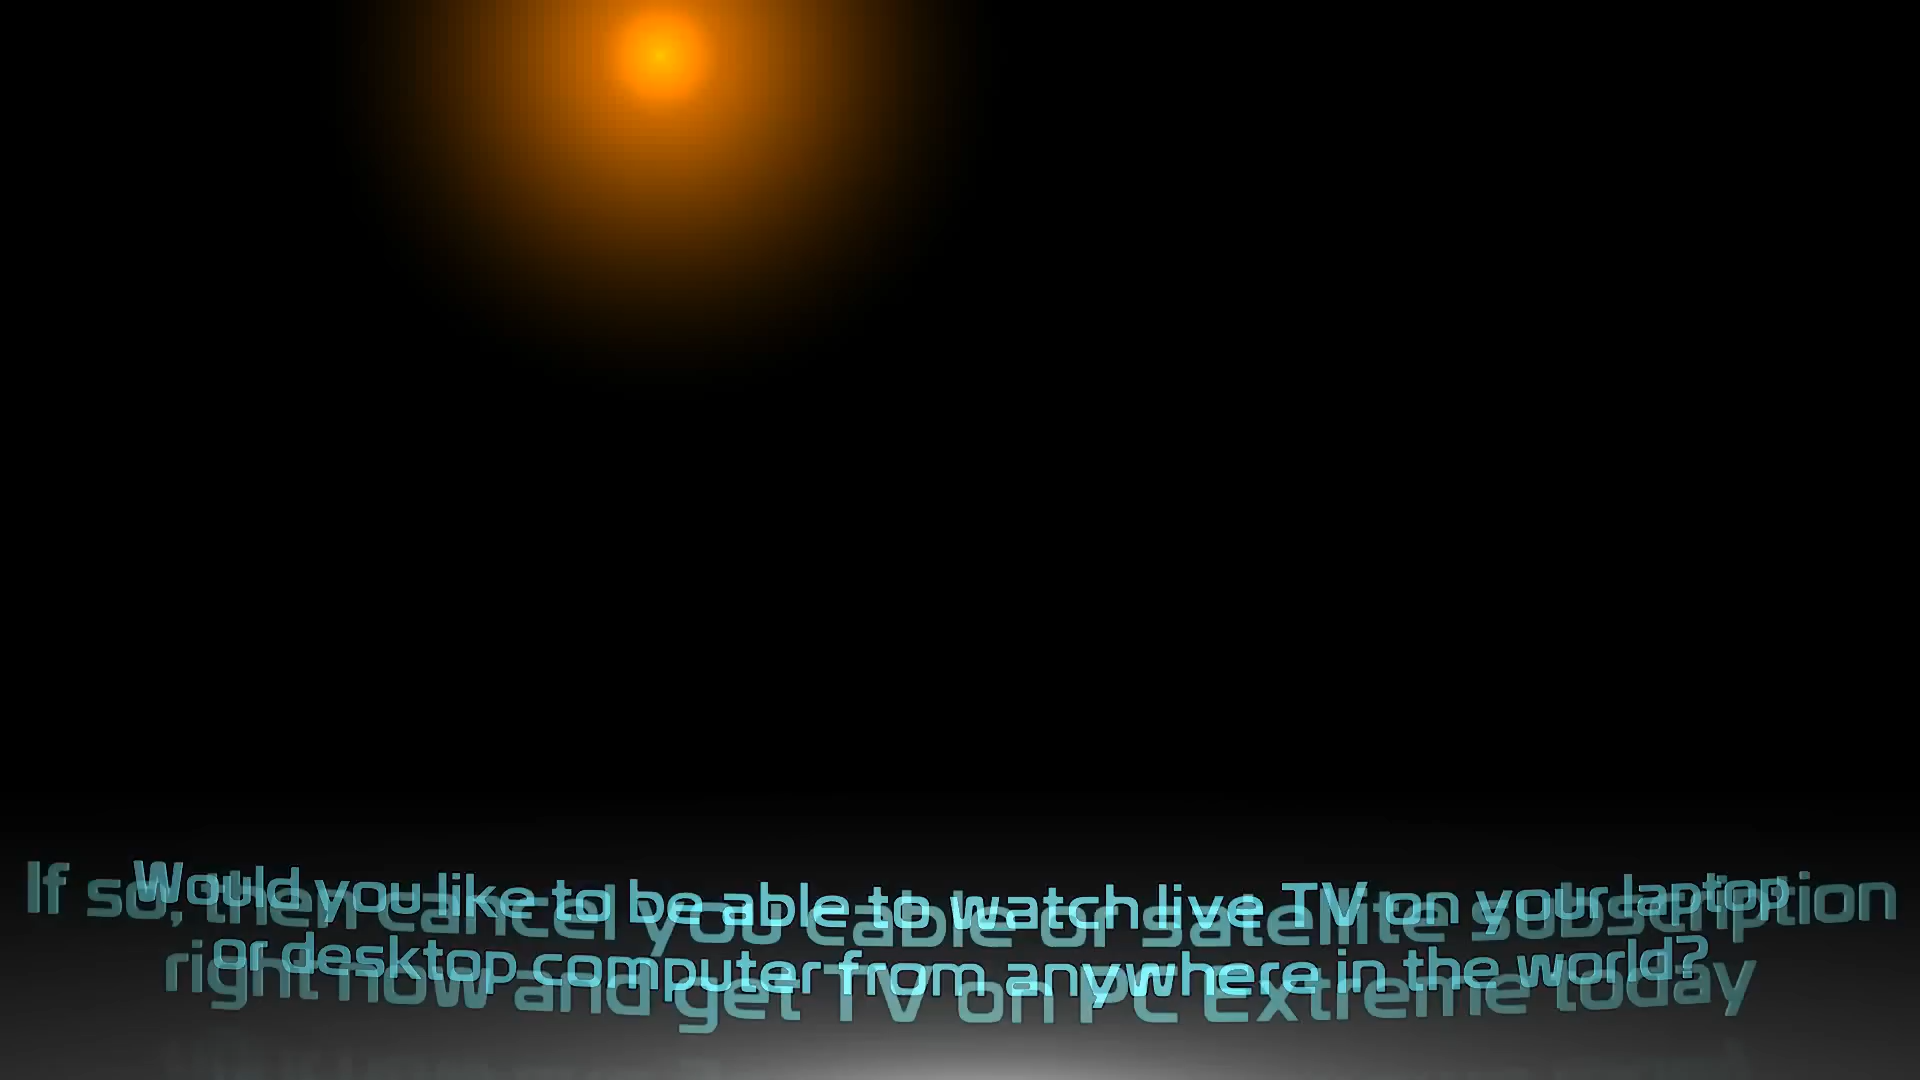 Would you like to be able to watch live TV on your laptop
or desktop computer from anywhere in the world?
If so, then cancel you cable or satellite subscription
right now and get TV on PC Extreme today